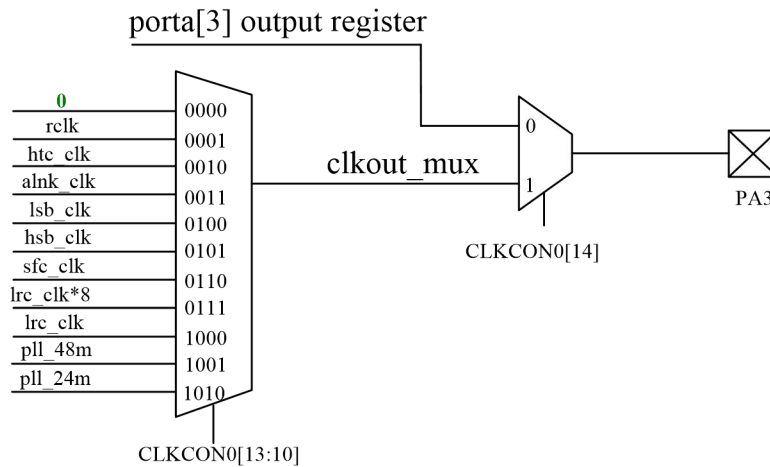 porta[3] output register
0
0000
rclk
0001
htc_clk
0010
alnk_clk
0011
lsb_clk
0100
hsb_clk
0101
sfc_clk
0110
lrc_clk*8
0111
lrc_clk
1000
pll_48m
1001
pll_24m
1010
CLKCON0[13:10]
clkout_mux
0
1
CLKCON0[14]
PA3